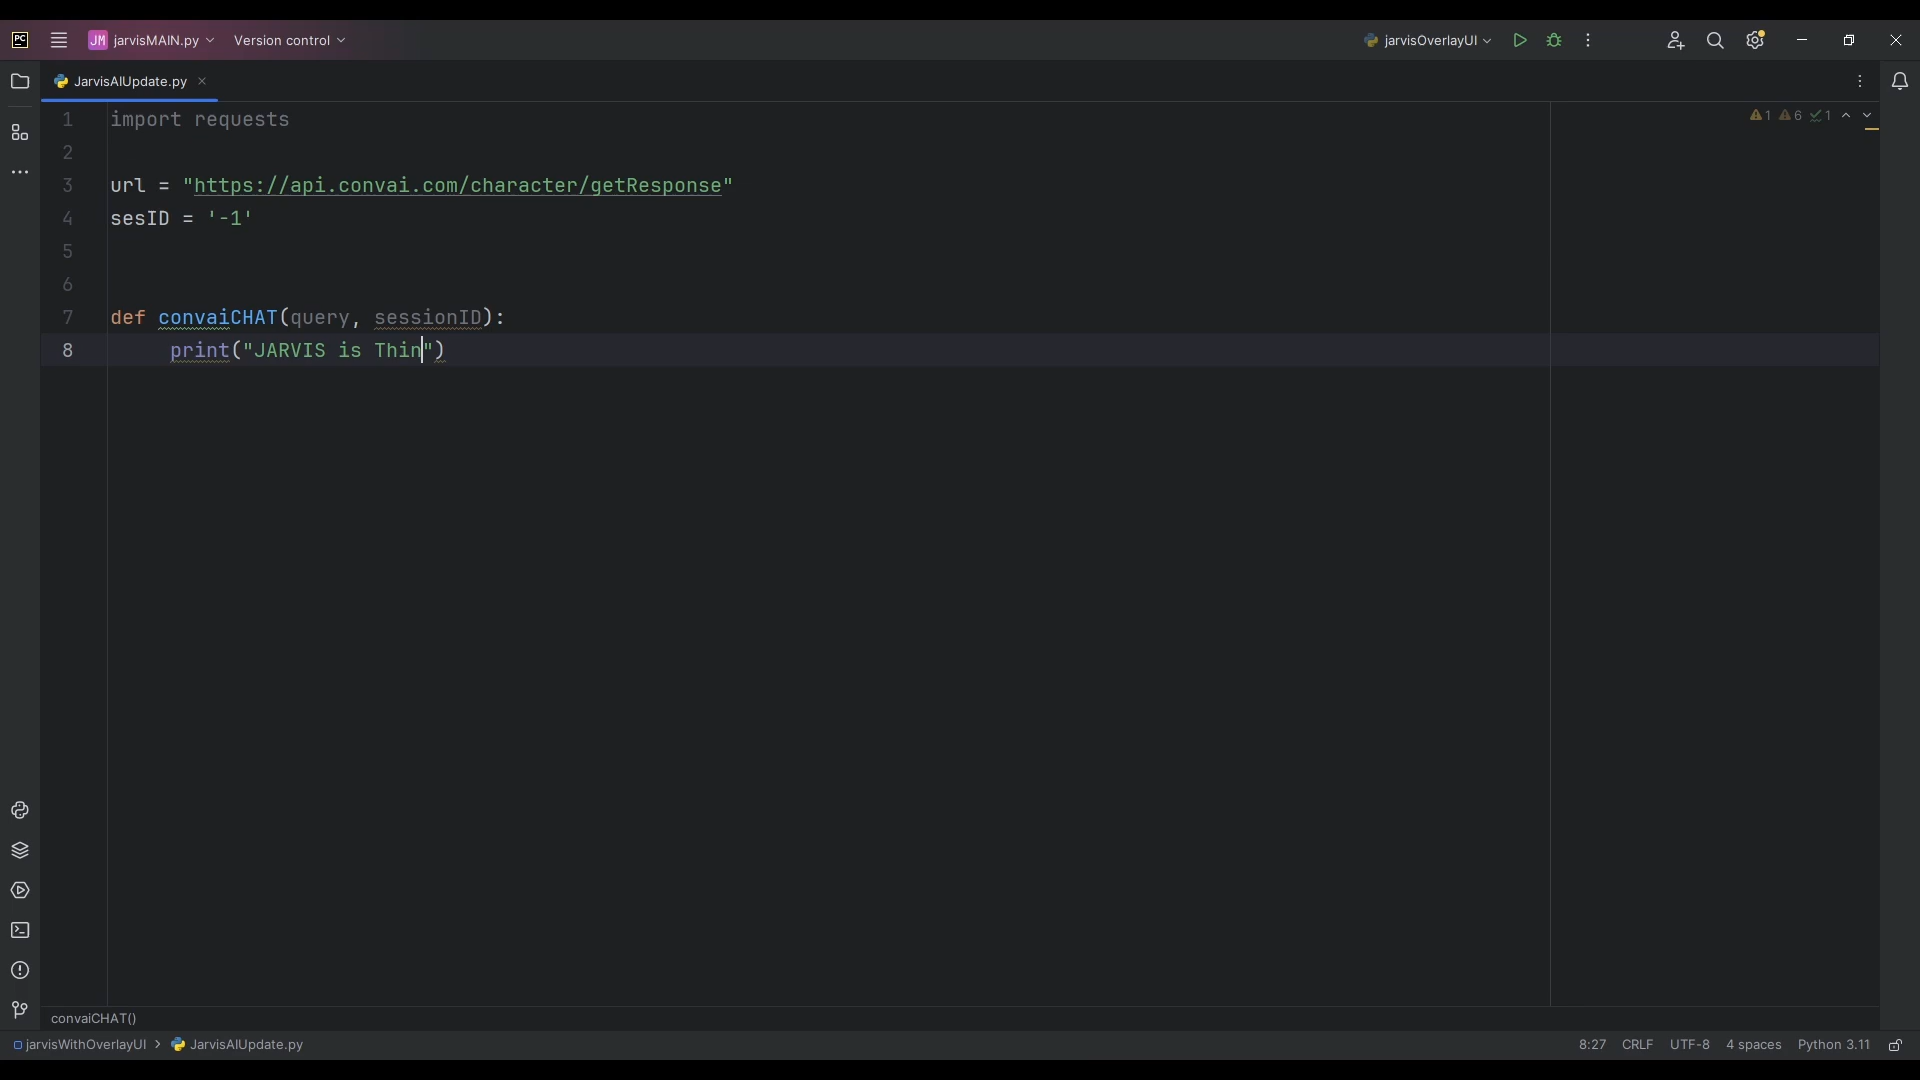 PC
JM jarvisMAIN.py Version control jarvisOverlayUI
JarvisAIUpdate.py
1 import requests
1 6 1
2
3 url = "https://api.convai.com/character/getResponse"
4 sesID = '-1'
5
6
7 def convaiCHAT(query, sessionID):
8 print("JARVIS is Thin")
convaiCHAT()
jarvisWithOverlayUI > JarvisAIUpdate.py 8:27 CRLF UTF-8 4 spaces Python 3.11